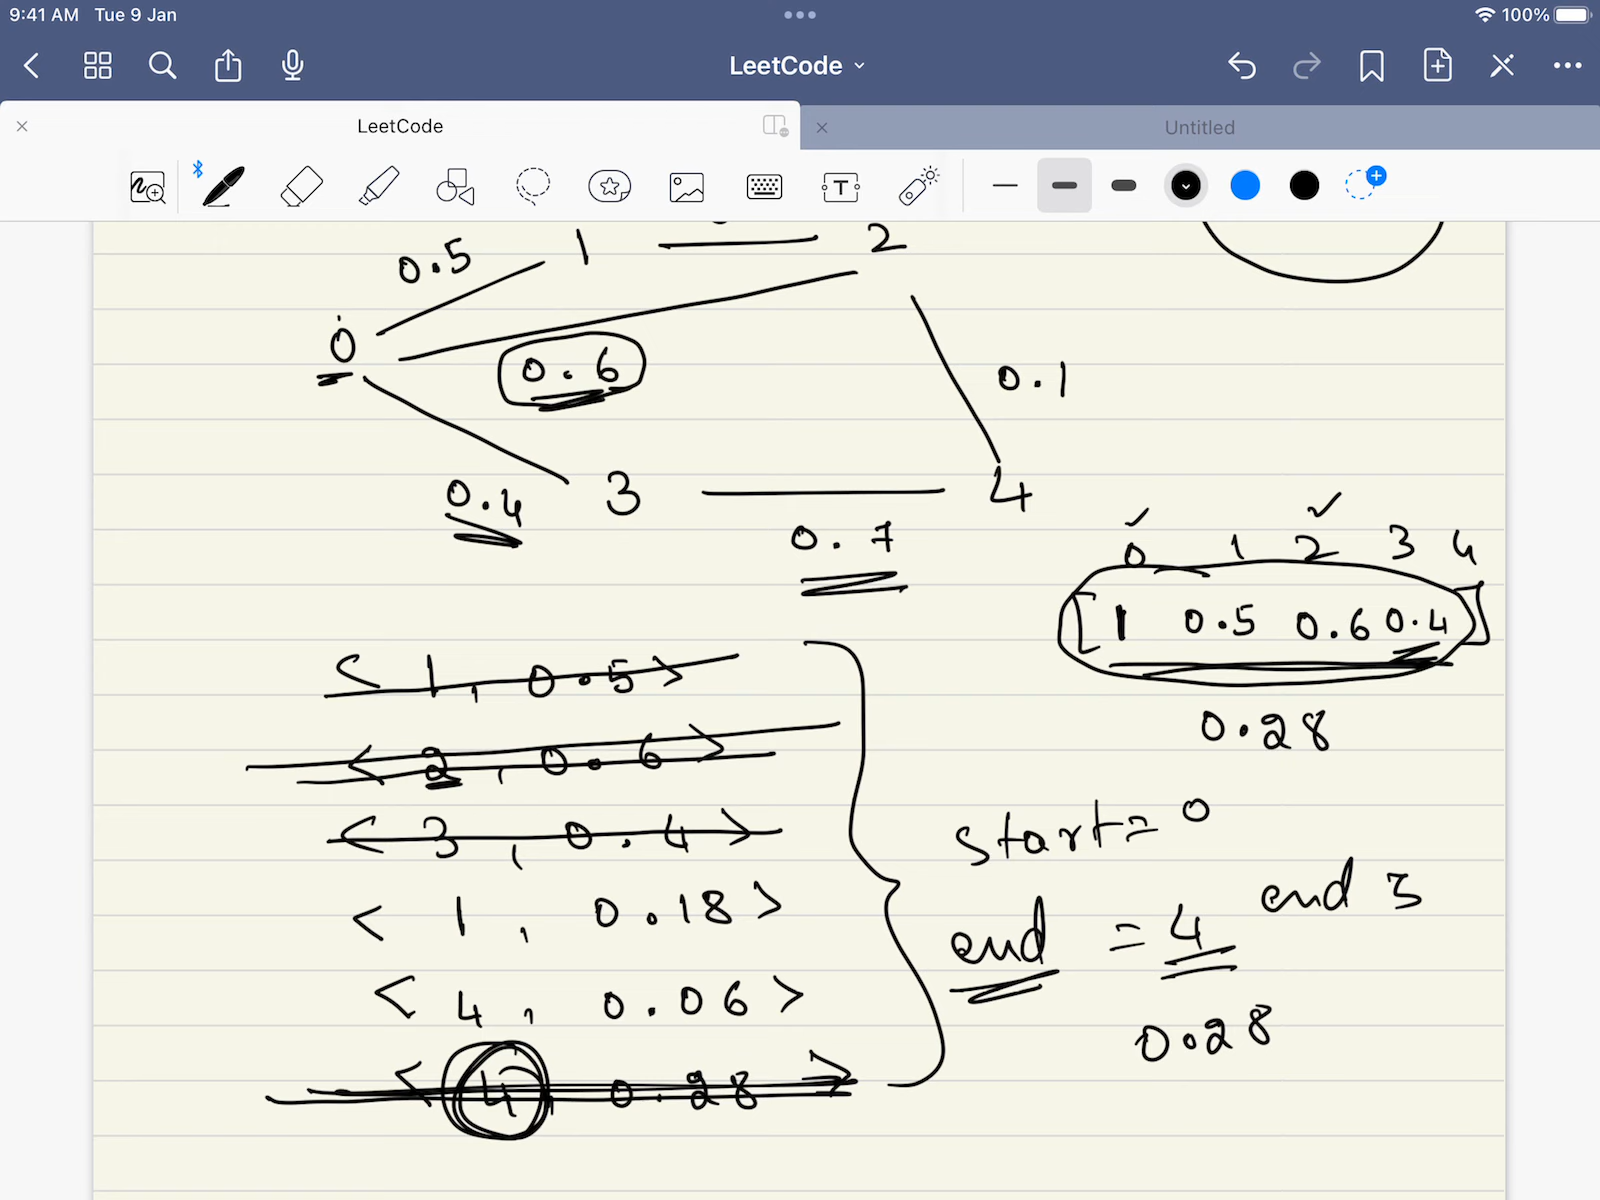 9:41 AM Tue 9 Jan
100%
LeetCode
LeetCode
Untitled
T
0.5 1 2
0
0.6
0.1
0.4 3 4
0.7
0 1 2 3 4
[ 1 0.5 0.6 0.4 ]
< 1, 0.5 >
0.28
< 2, 0.6 >
< 3, 0.4 >
start = 0
< 1, 0.18 >
end = 4
end 3
< 4, 0.06 >
0.28
< 4, 0.28 >